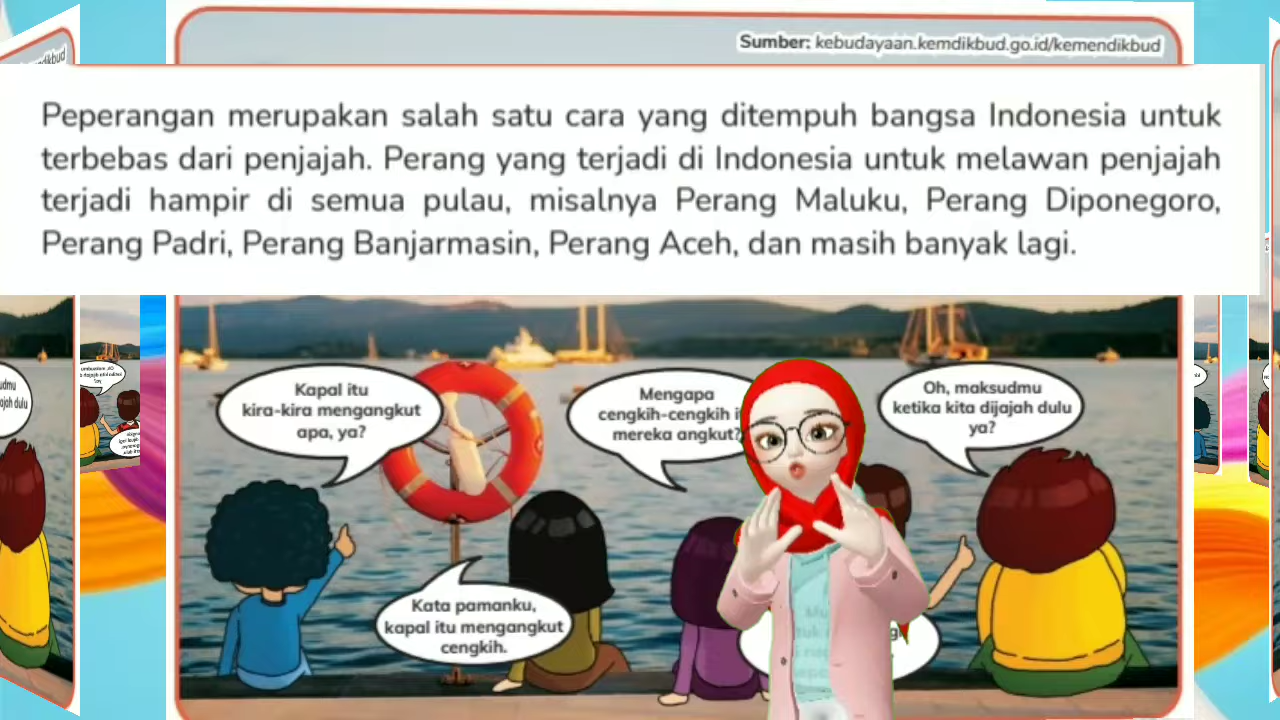 Sumber: kebudayaan.kemdikbud.go.id/kemendikbud
Peperangan merupakan salah satu cara yang ditempuh bangsa Indonesia untuk
terbebas dari penjajah. Perang yang terjadi di Indonesia untuk melawan penjajah
terjadi hampir di semua pulau, misalnya Perang Maluku, Perang Diponegoro,
Perang Padri, Perang Banjarmasin, Perang Aceh, dan masih banyak lagi.
Kapal itu
kira-kira mengangkut
apa, ya?
Mengapa
cengkih-cengkih
mereka angkut?
Oh, maksudmu
ketika kita dijajah dulu
ya?
Kata pamanku,
kapal itu mengangkut
cengkih.